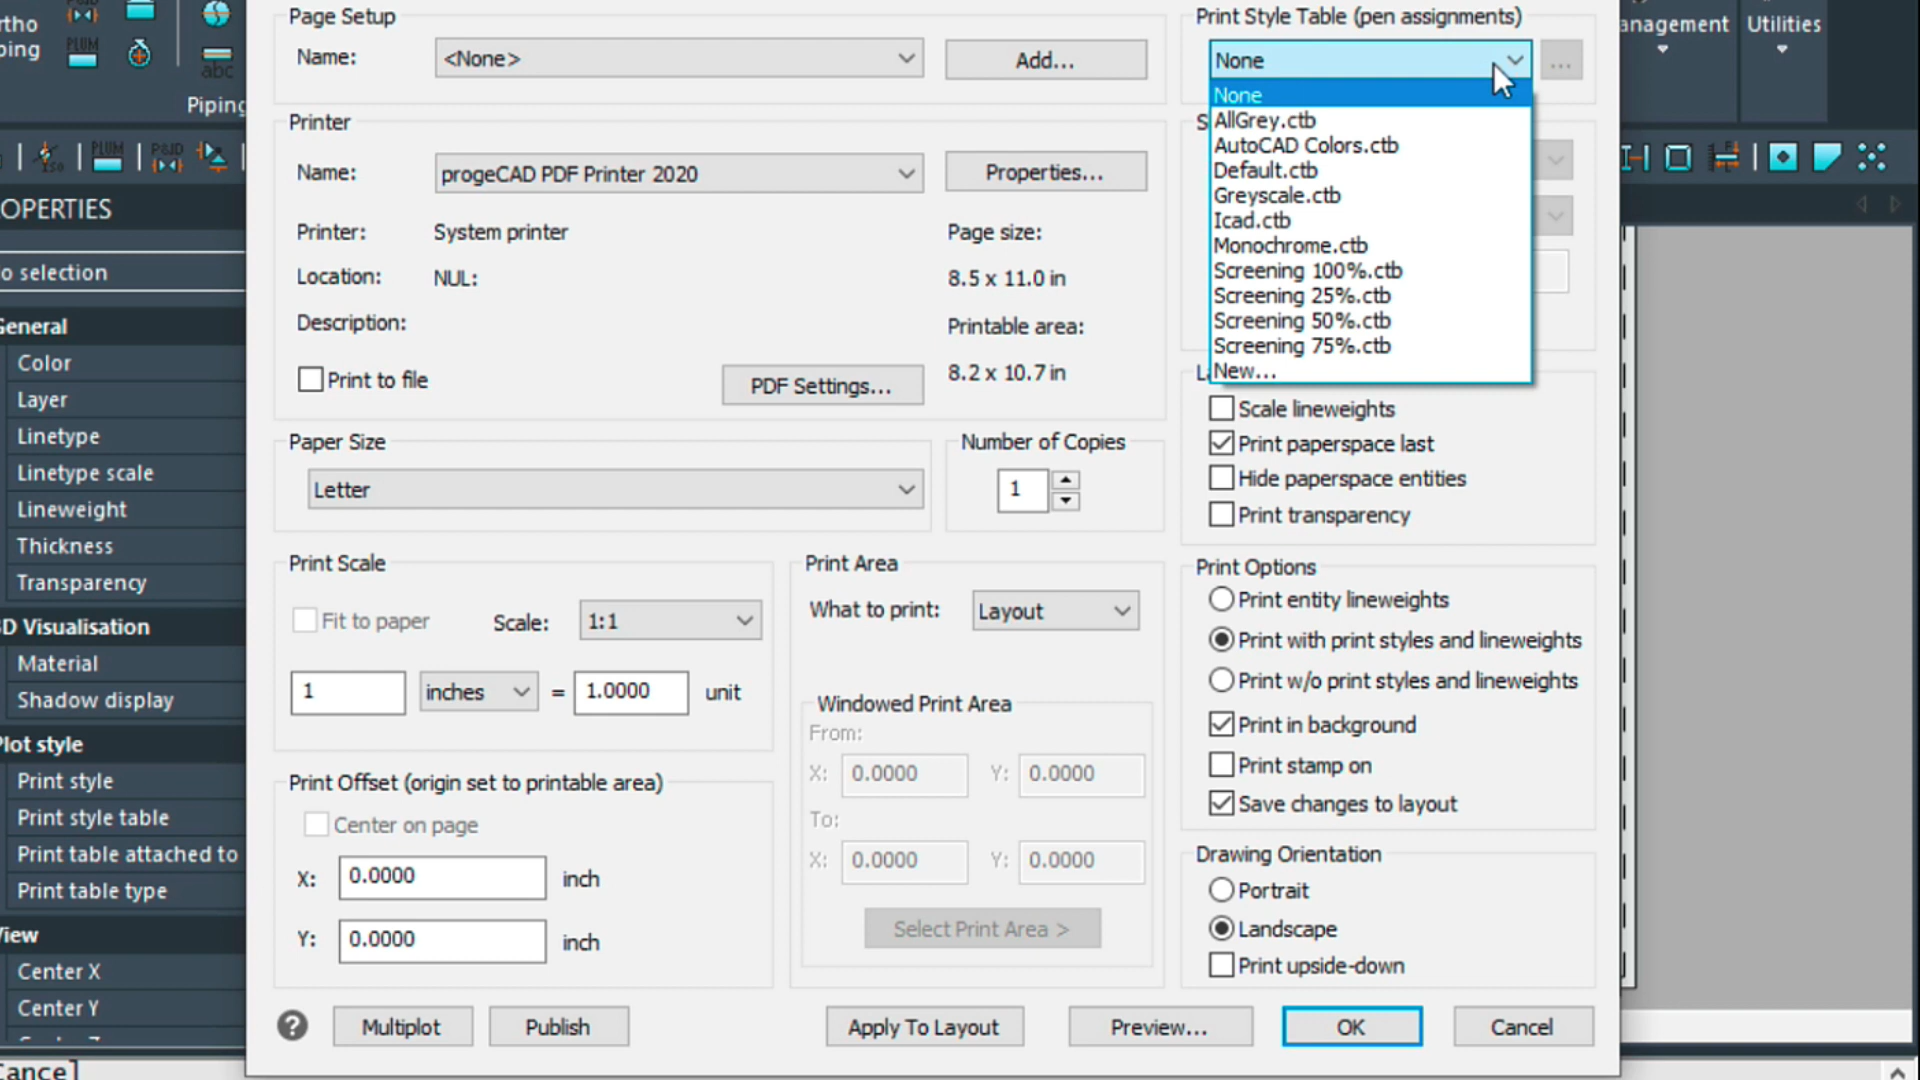 Page Setup
Name:
<None>
Add...
Print Style Table (pen assignments)
None
...
None
AllGrey.ctb
AutoCAD Colors.ctb
Default.ctb
Greyscale.ctb
Icad.ctb
Monochrome.ctb
Screening 100%.ctb
Screening 25%.ctb
Screening 50%.ctb
Screening 75%.ctb
New...
Printer
Name:
progeCAD PDF Printer 2020
Properties...
Printer:
System printer
Page size:
Location:
NUL:
8.5 x 11.0 in
Description:
Printable area:
Print to file
PDF Settings...
8.2 x 10.7 in
Paper Size
Letter
Number of Copies
1
Scale lineweights
Print paperspace last
Hide paperspace entities
Print transparency
Print Scale
Fit to paper
Scale:
1:1
1
inches
=
1.0000
unit
Print Area
What to print:
Layout
Windowed Print Area
From:
X:
0.0000
Y:
0.0000
To:
X:
0.0000
Y:
0.0000
Select Print Area >
Print Options
Print entity lineweights
Print with print styles and lineweights
Print w/o print styles and lineweights
Print in background
Print stamp on
Save changes to layout
Print Offset (origin set to printable area)
Center on page
X:
0.0000
inch
Y:
0.0000
inch
Drawing Orientation
Portrait
Landscape
Print upside-down
?
Multiplot
Publish
Apply To Layout
Preview...
OK
Cancel
rtho
ping
PLUM
abc
Piping
PLUM
P&ID
ISO
anagement
Utilities
OPERTIES
o selection
General
Color
Layer
Linetype
Linetype scale
Lineweight
Thickness
Transparency
3D Visualisation
Material
Shadow display
Plot style
Print style
Print style table
Print table attached to
Print table type
View
Center X
Center Y
Cancel]